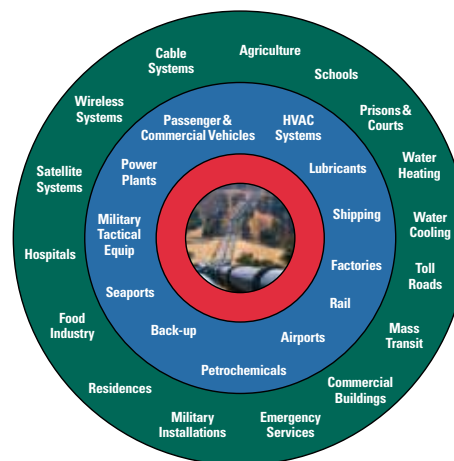 Agriculture
Schools
Prisons &
Courts
Water
Heating
Water
Cooling
Toll
Roads
Mass
Transit
Commercial
Buildings
Emergency
Services
Military
Installations
Residences
Food
Industry
Hospitals
Satellite
Systems
Wireless
Systems
Cable
Systems
Passenger &
Commercial Vehicles
HVAC
Systems
Lubricants
Shipping
Factories
Rail
Airports
Petrochemicals
Back-up
Seaports
Military
Tactical
Equip
Power
Plants